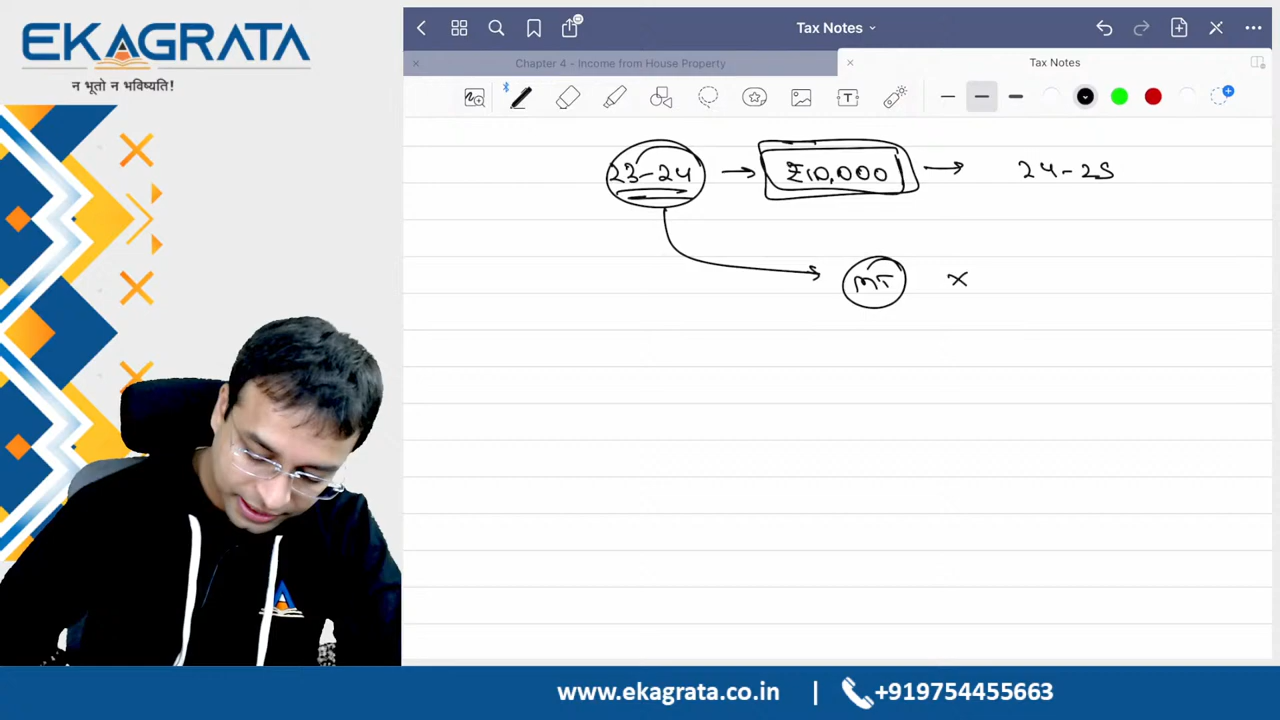 EKAGRATA
न भूतो न भविष्यति!
Tax Notes
Chapter 4 - Income from House Property
Tax Notes
T
23-24 → ₹10,000 → 24-25
MT ×
www.ekagrata.co.in | +919754455663